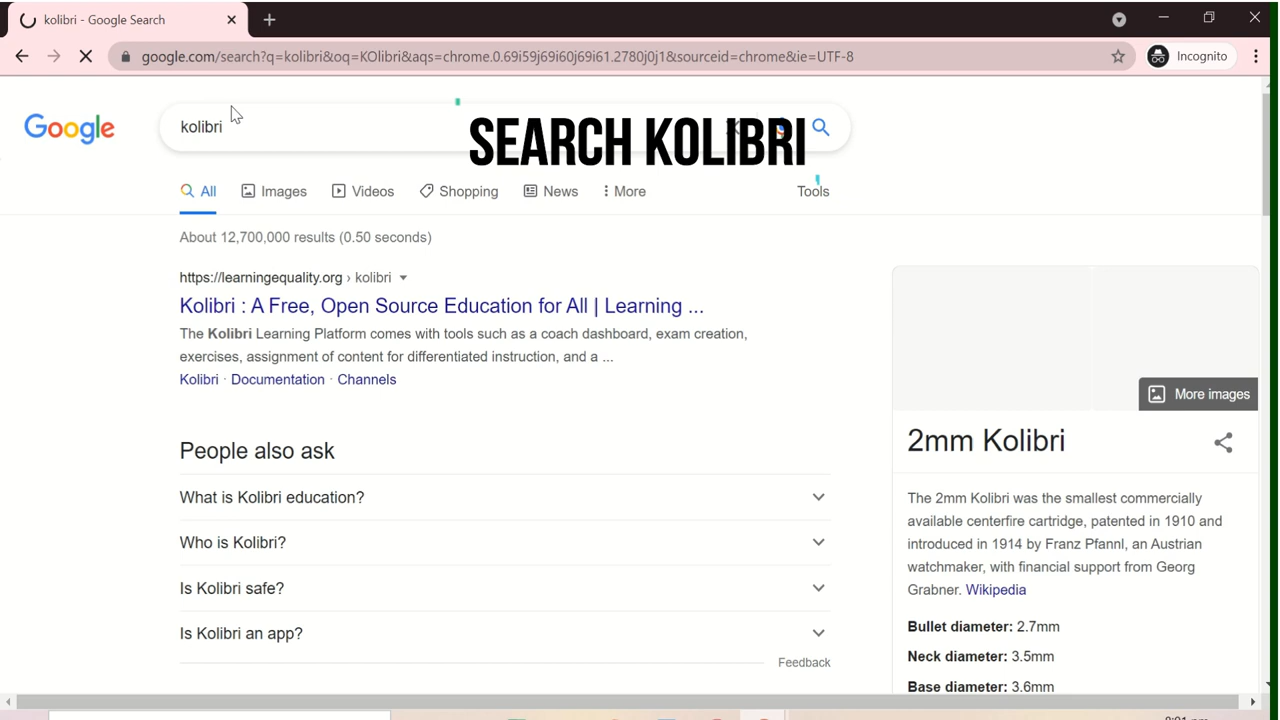 kolibri - Google Search
google.com/search?q=kolibri&oq=KOlibri&aqs=chrome.0.69i59j69i60j69i61.2780j0j1&sourceid=chrome&ie=UTF-8
Incognito
Google
kolibri
SEARCH KOLIBRI
All Images Videos Shopping News More Tools
About 12,700,000 results (0.50 seconds)
https://learningequality.org › kolibri
Kolibri : A Free, Open Source Education for All | Learning ...
The Kolibri Learning Platform comes with tools such as a coach dashboard, exam creation,
exercises, assignment of content for differentiated instruction, and a ...
Kolibri · Documentation · Channels
People also ask
What is Kolibri education?
Who is Kolibri?
Is Kolibri safe?
Is Kolibri an app?
Feedback
More images
2mm Kolibri
The 2mm Kolibri was the smallest commercially
available centerfire cartridge, patented in 1910 and
introduced in 1914 by Franz Pfannl, an Austrian
watchmaker, with financial support from Georg
Grabner. Wikipedia
Bullet diameter: 2.7mm
Neck diameter: 3.5mm
Base diameter: 3.6mm